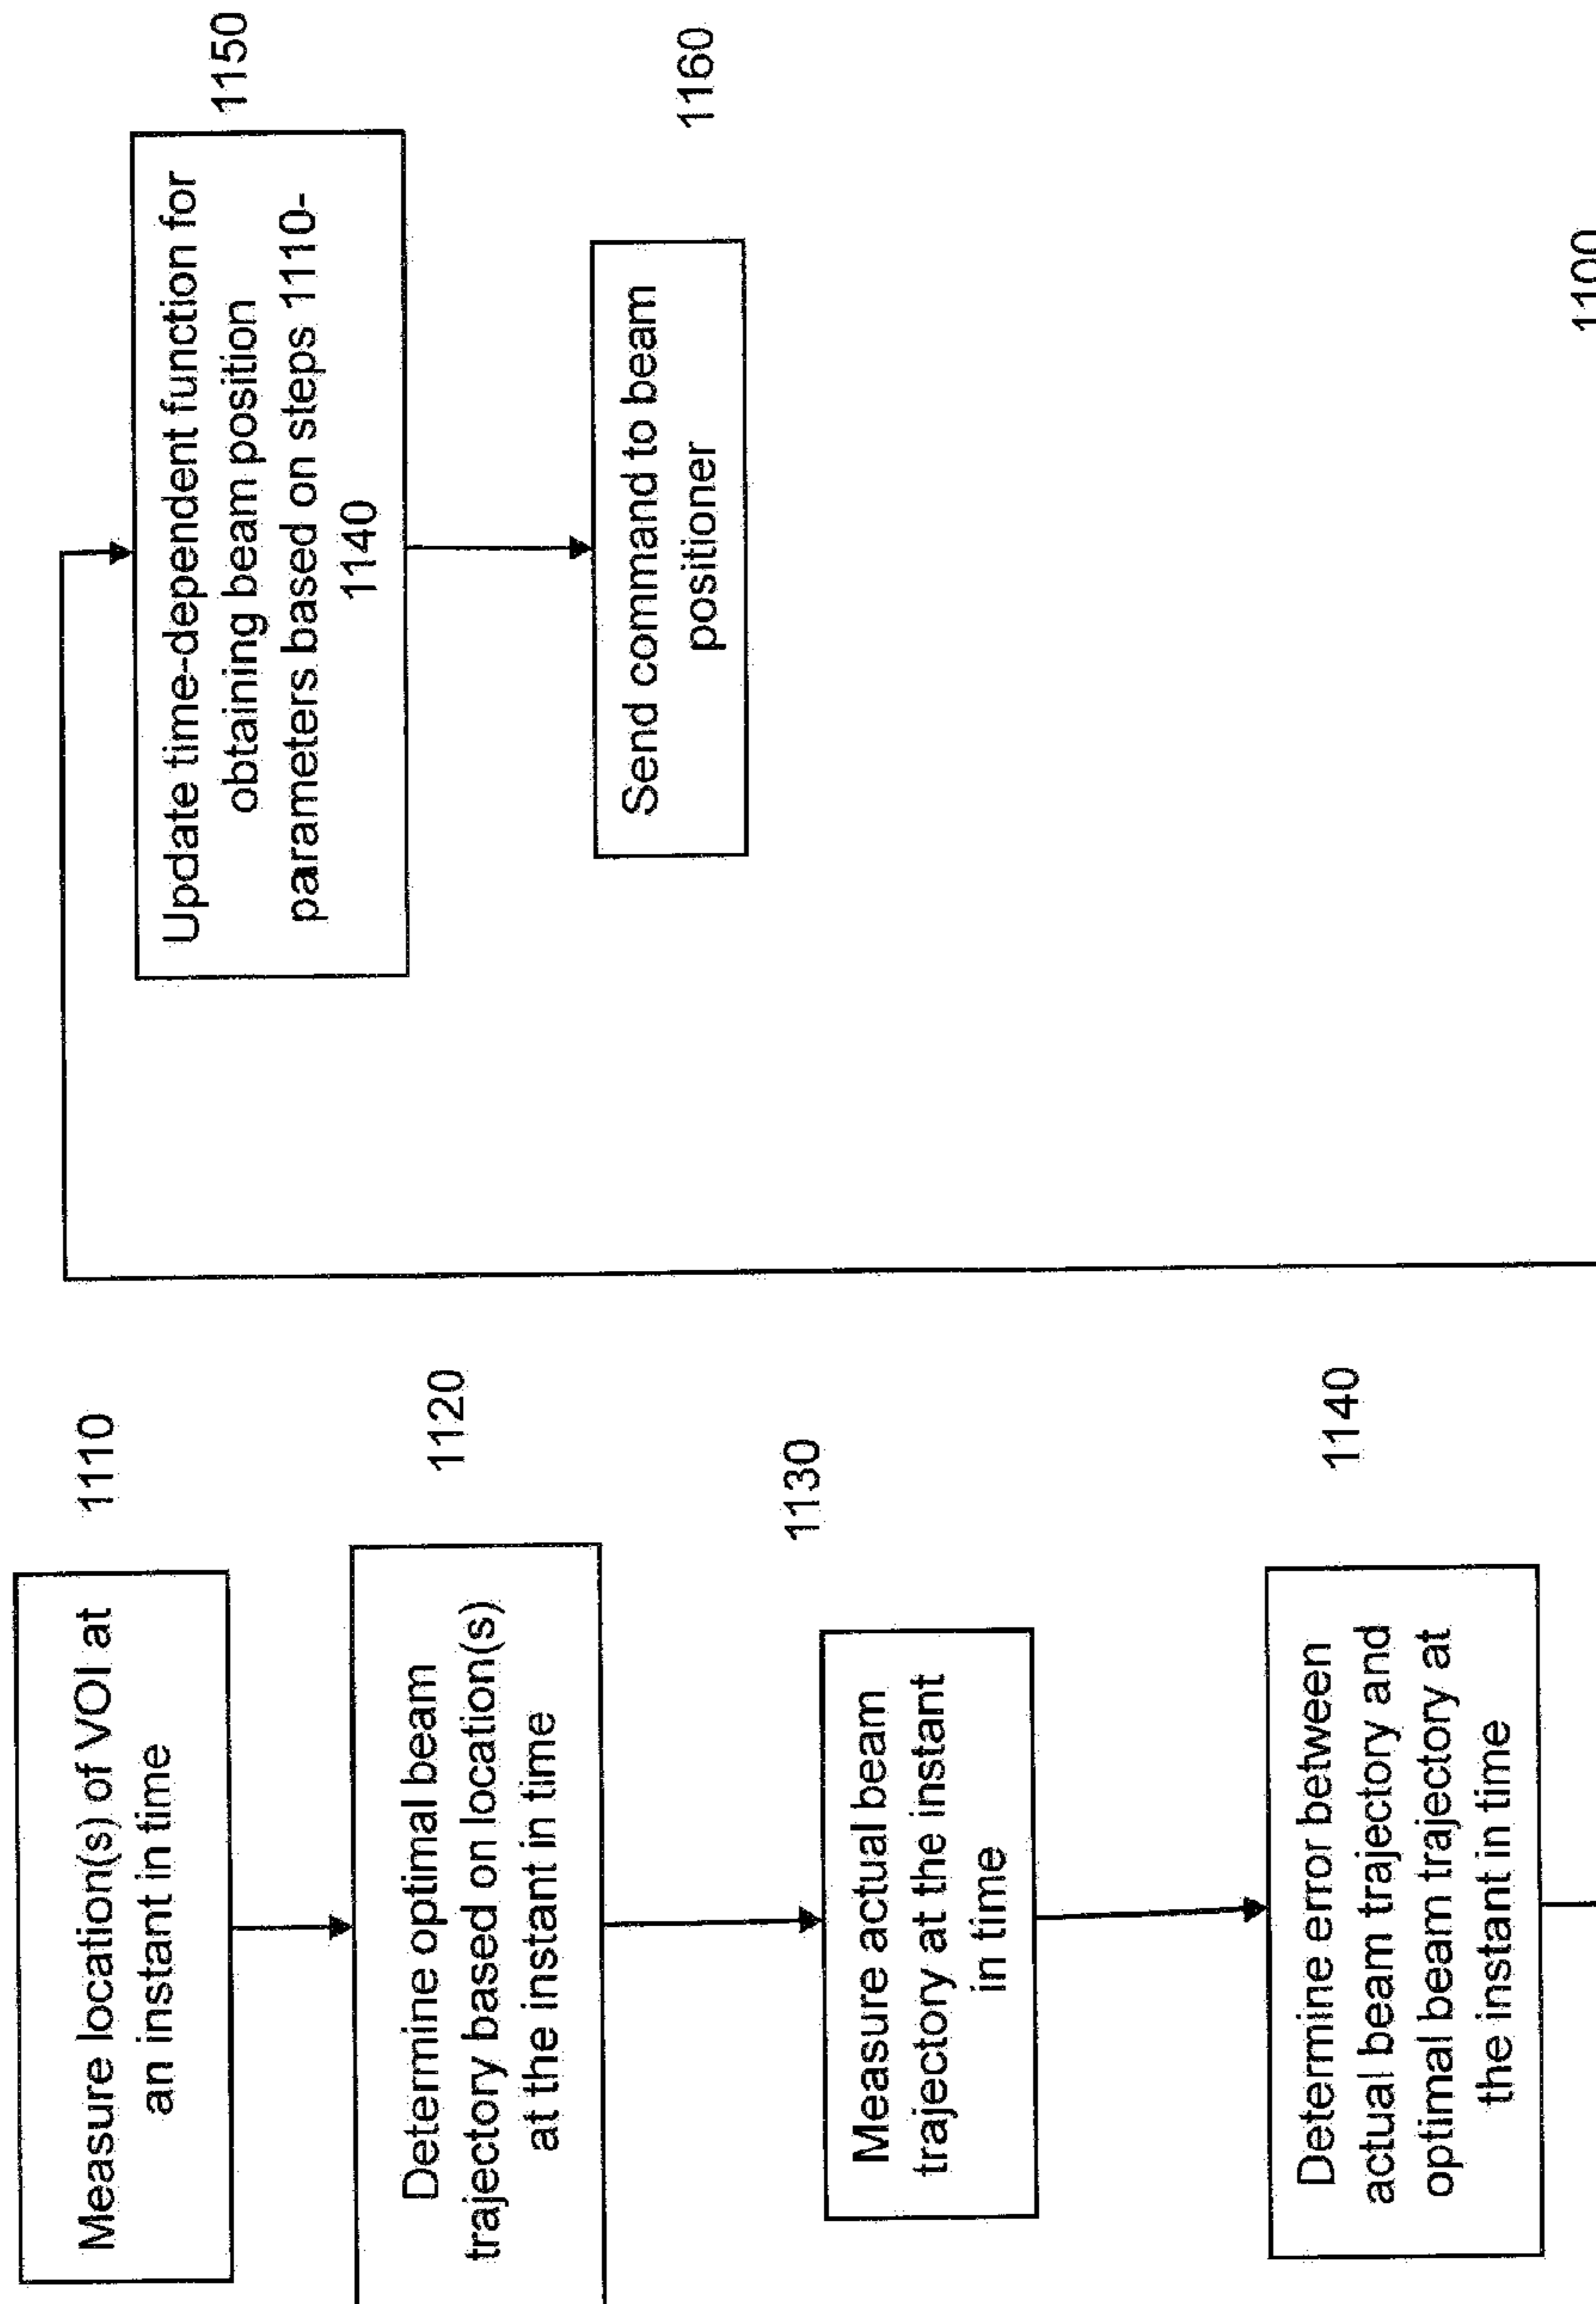 Measure location(s) of VOI at
an instant in time
1110
Determine optimal beam
trajectory based on location(s)
at the instant in time
1120
Measure actual beam
trajectory at the instant
in time
1130
Determine error between
actual beam trajectory and
optimal beam trajectory at
the instant in time
1140
Update time-dependent function for
obtaining beam position
parameters based on steps 1110-
1140
1150
Send command to beam
positioner
1160
1100